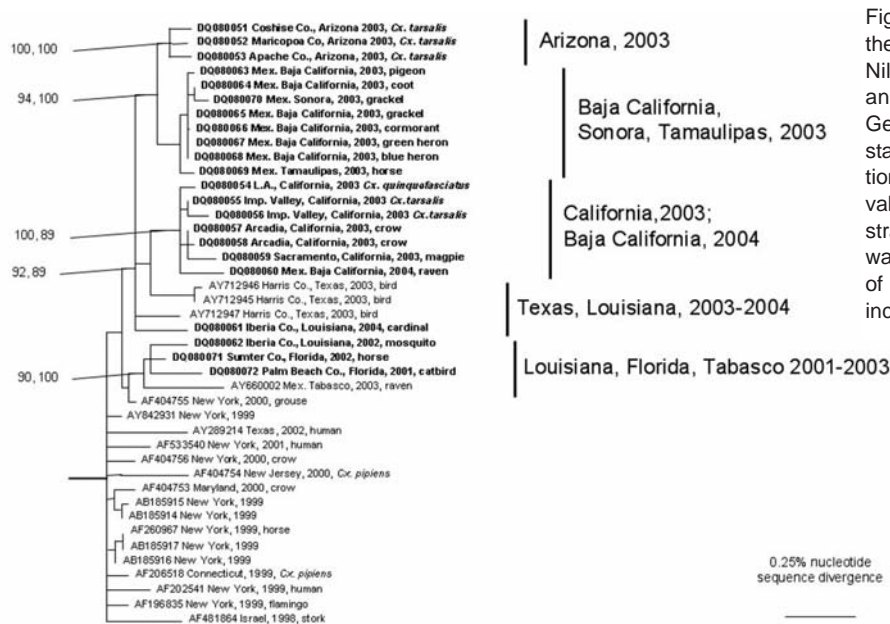 DQ080051 Coshise Co., Arizona 2003, Cx. tarsalis
DQ080052 Maricopoa Co, Arizona 2003, Cx. tarsalis
DQ080053 Apache Co., Arizona, 2003, Cx. tarsalis
DQ080063 Mex. Baja California, 2003, pigeon
DQ080064 Mex. Baja California, 2003, coot
DQ080070 Mex. Sonora, 2003, grackel
DQ080065 Mex. Baja California, 2003, grackel
DQ080066 Mex. Baja California, 2003, cormorant
DQ080067 Mex. Baja California, 2003, green heron
DQ080068 Mex. Baja California, 2003, blue heron
DQ080069 Mex. Tamaulipas, 2003, horse
DQ080054 L.A., California, 2003 Cx. quinquofasciatus
DQ080055 Imp. Valley, California, 2003 Cx.tarsalis
DQ080056 Imp. Valley, California, 2003 Cx.tarsalis
DQ080057 Arcadia, California, 2003, crow
DQ080058 Arcadia, California, 2003, crow
DQ080059 Sacramento, California, 2003, magpie
DQ080060 Mex. Baja California, 2004, raven
AY712946 Harris Co., Texas, 2003, bird
AY712945 Harris Co., Texas, 2003, bird
AY712947 Harris Co., Texas, 2003, bird
DQ080061 Iberia Co., Louisiana, 2004, cardinal
DQ080062 Iberia Co., Louisiana, 2002, mosquito
DQ080071 Sumter Co., Florida, 2002, horse
DQ080072 Palm Beach Co., Florida, 2001, catbird
AY660002 Mex. Tabasco, 2003, raven
AF404755 New York, 2000, grouse
AY842931 New York, 1999
AY289214 Texas, 2002, human
AF533540 New York, 2001, human
AF404756 New York, 2000, crow
AF404754 New Jersey, 2000, Cx. pipiens
AF404753 Maryland, 2000, crow
AB185915 New York, 1999
AB185914 New York, 1999
AF260967 New York, 1999, horse
AB185917 New York, 1999
AB185916 New York, 1999
AF206518 Connecticut, 1999, Cx. pipiens
AF202541 New York, 1999, human
AF196835 New York, 1999, flamingo
AF481864 Israel, 1998, stork
100, 100
94, 100
100, 89
92, 89
90, 100
Arizona, 2003
Baja California,
Sonora, Tamaulipas, 2003
California,2003;
Baja California, 2004
Texas, Louisiana, 2003-2004
Louisiana, Florida, Tabasco 2001-2003
0.25% nucleotide
sequence divergence
Fig
the
Nil
an
Ge
sta
tion
val
stra
wa
of
inc